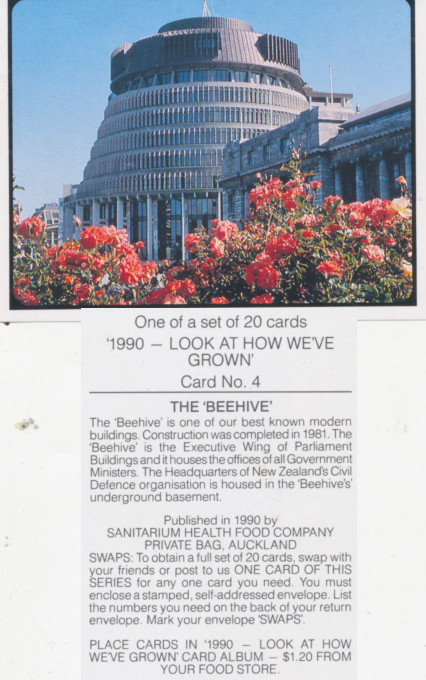 One of a set of 20 cards
'1990 — LOOK AT HOW WE'VE
GROWN'
Card No. 4
THE 'BEEHIVE'
The 'Beehive' is one of our best known modern
buildings. Construction was completed in 1981. The
'Beehive' is the Executive Wing of Parliament
Buildings and it houses the offices of all Government
Ministers. The Headquarters of New Zealand's Civil
Defence organisation is housed in the 'Beehive's'
underground basement.
Published in 1990 by
SANITARIUM HEALTH FOOD COMPANY
PRIVATE BAG, AUCKLAND
SWAPS: To obtain a full set of 20 cards, swap with
your friends or post to us ONE CARD OF THIS
SERIES for any one card you need. You must
enclose a stamped, self-addressed envelope. List
the numbers you need on the back of your return
envelope. Mark your envelope 'SWAPS'.
PLACE CARDS IN '1990 — LOOK AT HOW
WE'VE GROWN' CARD ALBUM — $1.20 FROM
YOUR FOOD STORE.